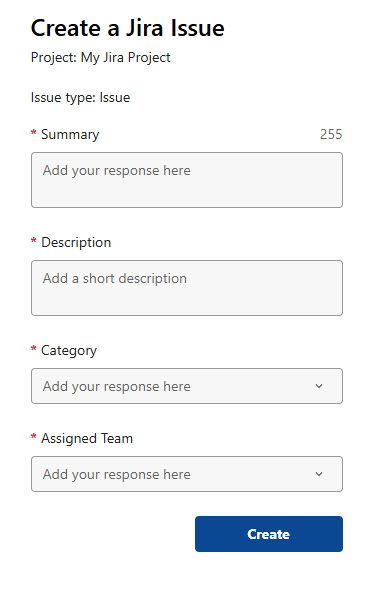 Create a Jira Issue
Project: My Jira Project
Issue type: Issue
* Summary 255
Add your response here
* Description
Add a short description
* Category
Add your response here
* Assigned Team
Add your response here
Create